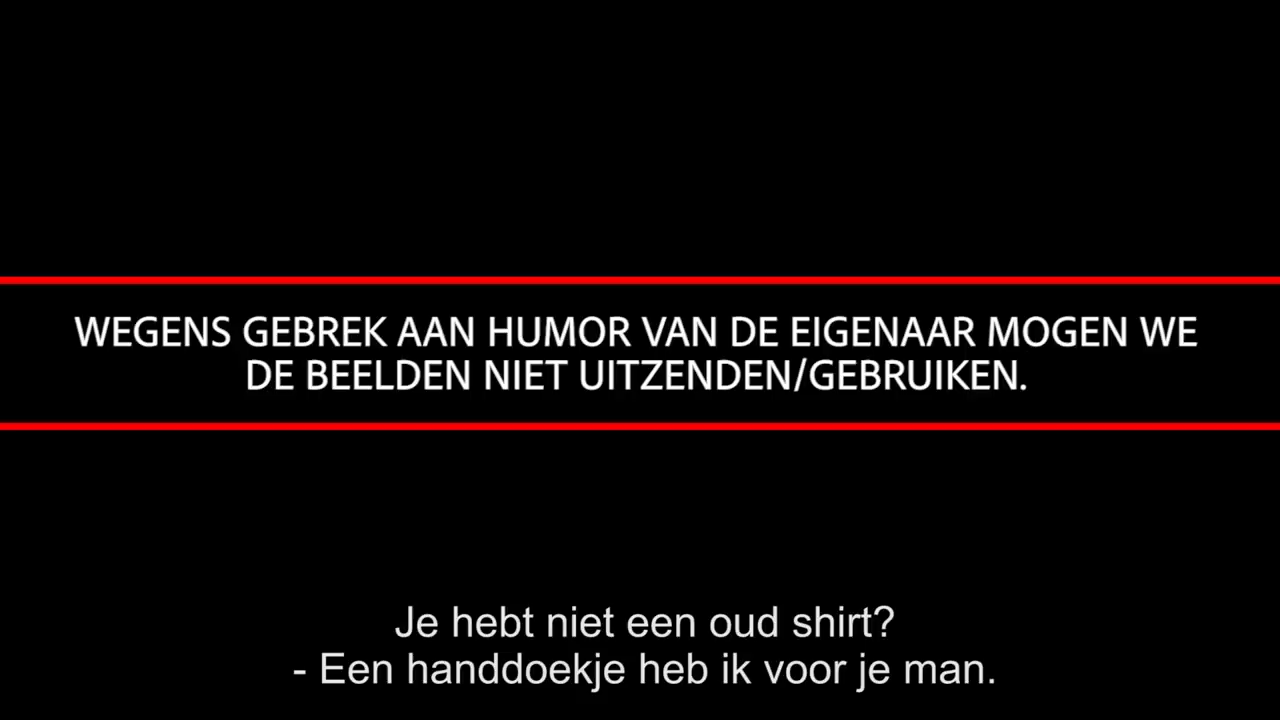 WEGENS GEBREK AAN HUMOR VAN DE EIGENAAR MOGEN WE
DE BEELDEN NIET UITZENDEN/GEBRUIKEN.
Je hebt niet een oud shirt?
- Een handdoekje heb ik voor je man.